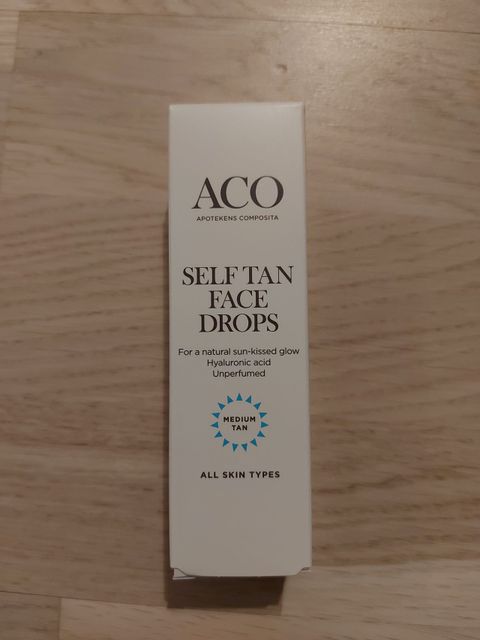 ACO
APOTEKENS COMPOSITA
SELF TAN
FACE
DROPS
For a natural sun-kissed glow
Hyaluronic acid
Unperfumed
MEDIUM
TAN
ALL SKIN TYPES